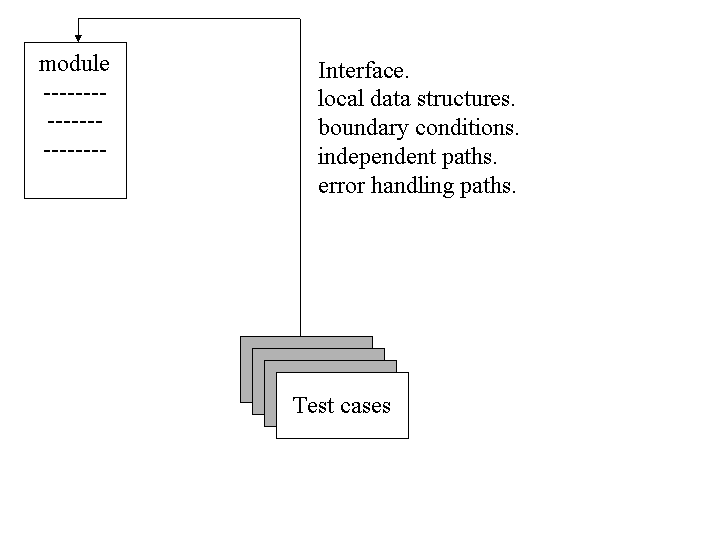 module
--------
-------
--------
Interface.
local data structures.
boundary conditions.
independent paths.
error handling paths.
Test cases